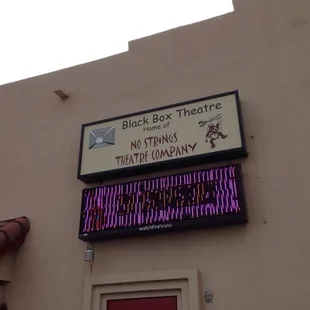 Black Box Theatre
Home of
NO STRINGS
THEATRE COMPANY